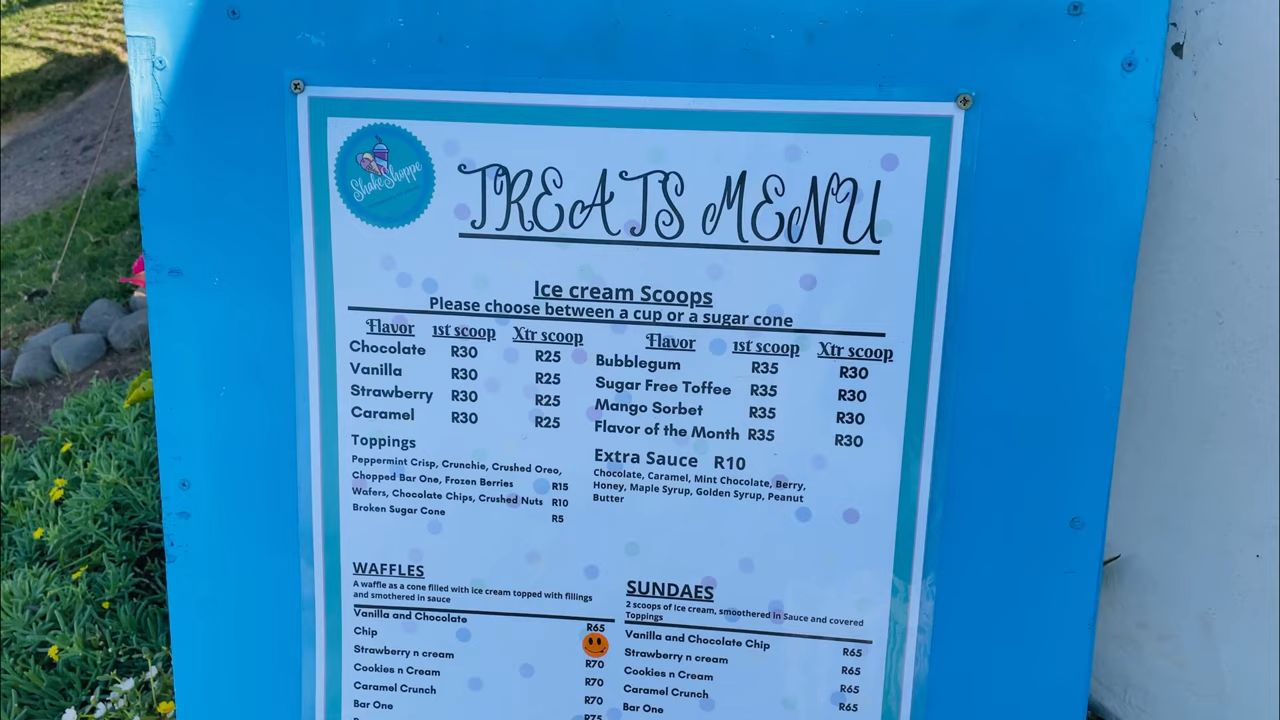 Shake Shoppe
TREATS MENU
Ice cream Scoops
Please choose between a cup or a sugar cone
Flavor 1st scoop Xtr scoop
Chocolate R30 R25
Vanilla R30 R25
Strawberry R30 R25
Caramel R30 R25
Flavor 1st scoop Xtr scoop
Bubblegum R35 R30
Sugar Free Toffee R35 R30
Mango Sorbet R35 R30
Flavor of the Month R35 R30
Toppings
Peppermint Crisp, Crunchie, Crushed Oreo,
Chopped Bar One, Frozen Berries R15
Wafers, Chocolate Chips, Crushed Nuts R10
Broken Sugar Cone R5
Extra Sauce R10
Chocolate, Caramel, Mint Chocolate, Berry,
Honey, Maple Syrup, Golden Syrup, Peanut
Butter
WAFFLES
A waffle as a cone filled with ice cream topped with fillings
and smothered in sauce
Vanilla and Chocolate R65
Chip
Strawberry n cream R70
Cookies n Cream R70
Caramel Crunch R70
Bar One R75
SUNDAES
2 scoops of Ice cream, smoothered in Sauce and covered
Toppings
Vanilla and Chocolate Chip R65
Strawberry n cream R65
Cookies n Cream R65
Caramel Crunch R65
Bar One